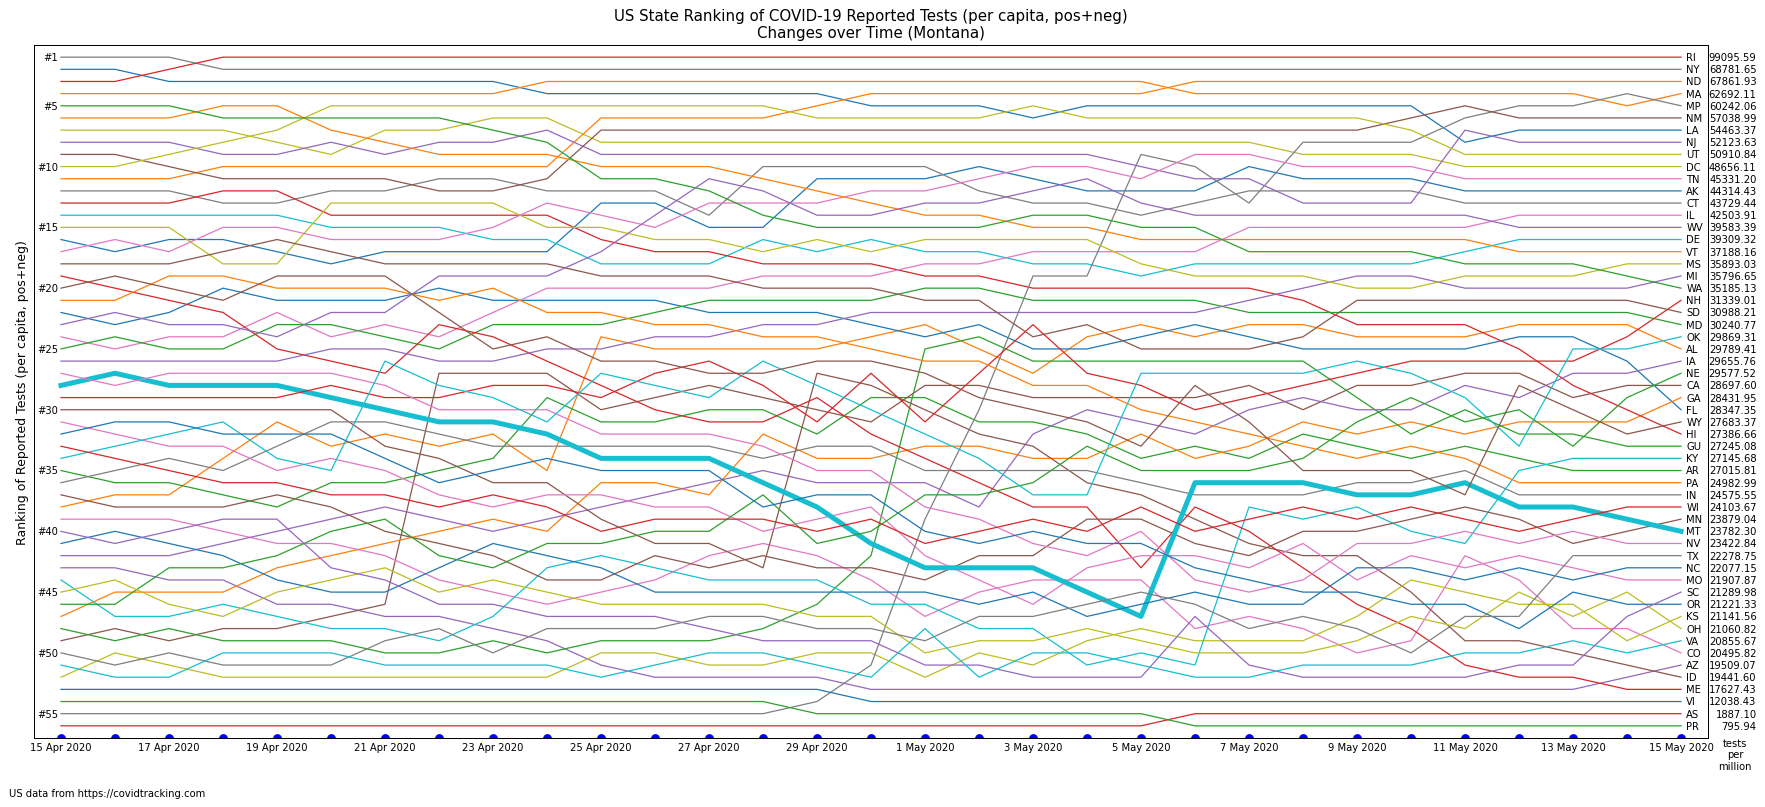 US State Ranking of COVID-19 Reported Tests (per capita, pos+neg)
Changes over Time (Montana)
Ranking of Reported Tests (per capita, pos+neg)
#1
#5
#10
#15
#20
#25
#30
#35
#40
#45
#50
#55
RI 99095.59
NY 68781.65
ND 67861.93
MA 62692.11
MP 60242.06
NM 57038.99
LA 54463.37
NJ 52123.63
UT 50910.84
DC 48656.11
TN 45331.20
AK 44314.43
CT 43729.44
IL 42503.91
WV 39583.39
DE 39309.32
VT 37188.16
MS 35893.03
MI 35796.65
WA 35185.13
NH 31339.01
SD 30988.21
MD 30240.77
OK 29869.31
AL 29789.41
IA 29655.76
NE 29577.52
CA 28697.60
GA 28431.95
FL 28347.35
WY 27683.37
HI 27386.66
GU 27245.08
KY 27145.68
AR 27015.81
PA 24982.99
IN 24575.55
WI 24103.67
MN 23879.04
MT 23782.30
NV 23422.84
TX 22278.75
NC 22077.15
MO 21907.87
SC 21289.98
OR 21221.33
KS 21141.56
OH 21060.82
VA 20855.67
CO 20495.82
AZ 19509.07
ID 19441.60
ME 17627.43
VI 12038.43
AS 1887.10
PR 795.94
15 Apr 2020 17 Apr 2020 19 Apr 2020 21 Apr 2020 23 Apr 2020 25 Apr 2020 27 Apr 2020 29 Apr 2020 1 May 2020 3 May 2020 5 May 2020 7 May 2020 9 May 2020 11 May 2020 13 May 2020 15 May 2020
tests
per
million
US data from https://covidtracking.com